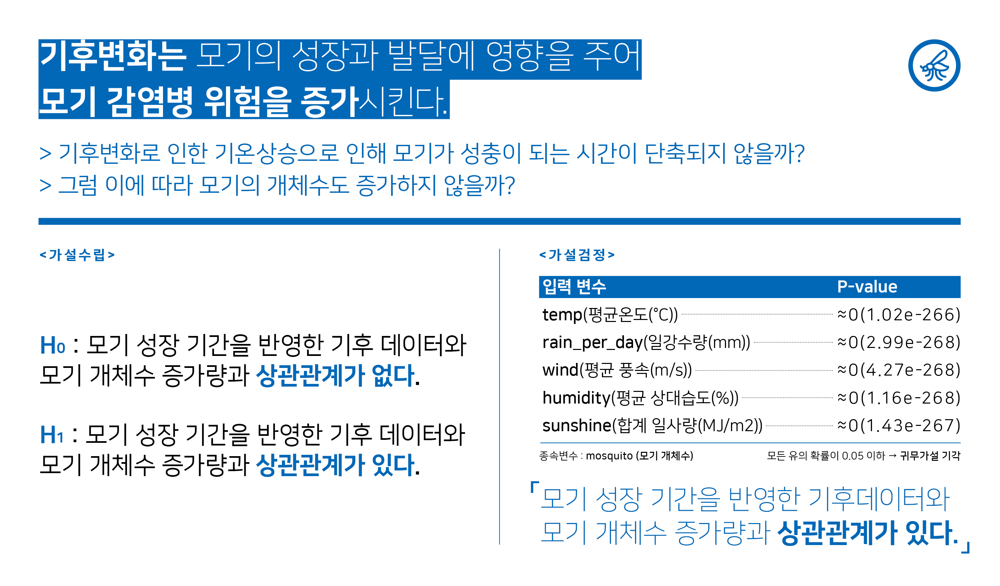 기후변화는 모기의 성장과 발달에 영향을 주어
모기 감염병 위험을 증가시킨다.
> 기후변화로 인한 기온상승으로 인해 모기가 성충이 되는 시간이 단축되지 않을까?
> 그럼 이에 따라 모기의 개체수도 증가하지 않을까?
<가설수립>
H0 : 모기 성장 기간을 반영한 기후 데이터와
모기 개체수 증가량과 상관관계가 없다.
H1 : 모기 성장 기간을 반영한 기후 데이터와
모기 개체수 증가량과 상관관계가 있다.
<가설검정>
입력 변수 P-value
temp(평균온도(°C)) ≈0(1.02e-266)
rain_per_day(일강수량(mm)) ≈0(2.99e-268)
wind(평균 풍속(m/s)) ≈0(4.27e-268)
humidity(평균 상대습도(%)) ≈0(1.16e-268)
sunshine(합계 일사량(MJ/m2)) ≈0(1.43e-267)
종속변수 : mosquito (모기 개체수) 모든 유의 확률이 0.05 이하 → 귀무가설 기각
「모기 성장 기간을 반영한 기후데이터와
모기 개체수 증가량과 상관관계가 있다.」